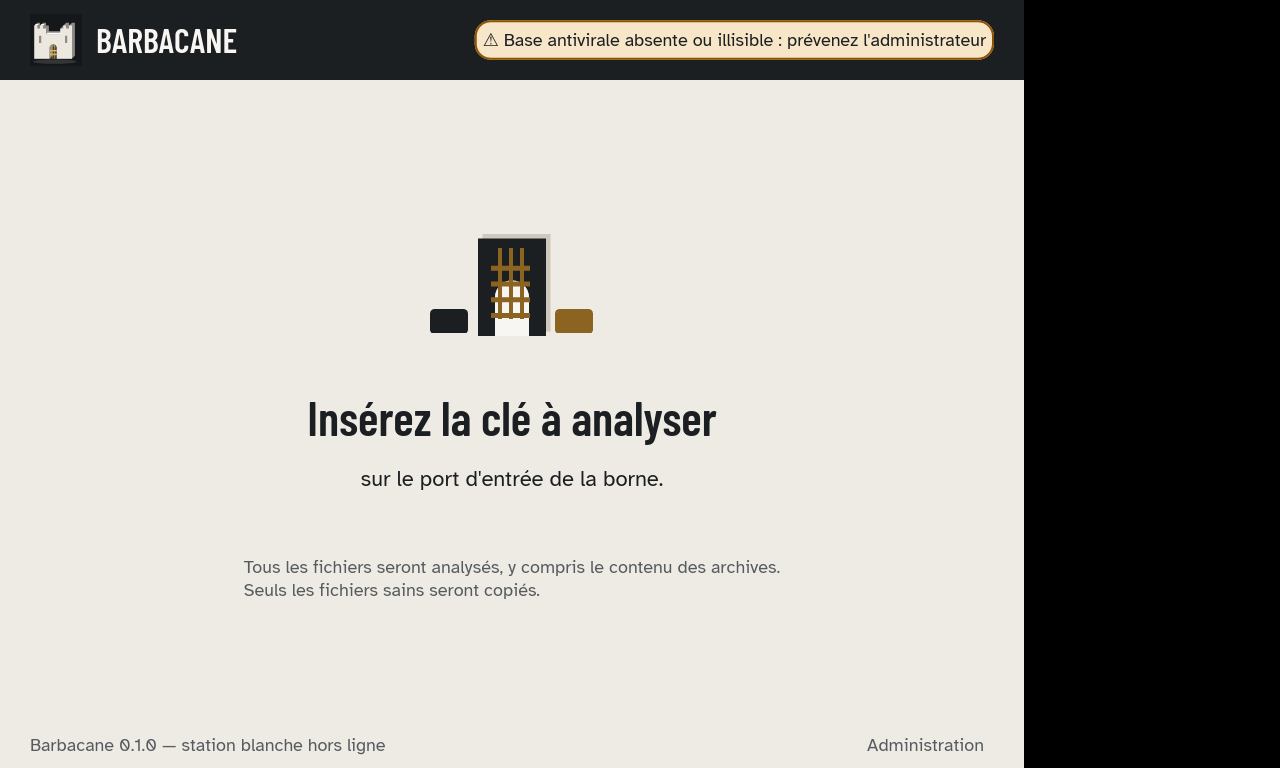 BARBACANE
⚠ Base antivirale absente ou illisible : prévenez l'administrateur
Insérez la clé à analyser
sur le port d'entrée de la borne.
Tous les fichiers seront analysés, y compris le contenu des archives.
Seuls les fichiers sains seront copiés.
Barbacane 0.1.0 — station blanche hors ligne
Administration